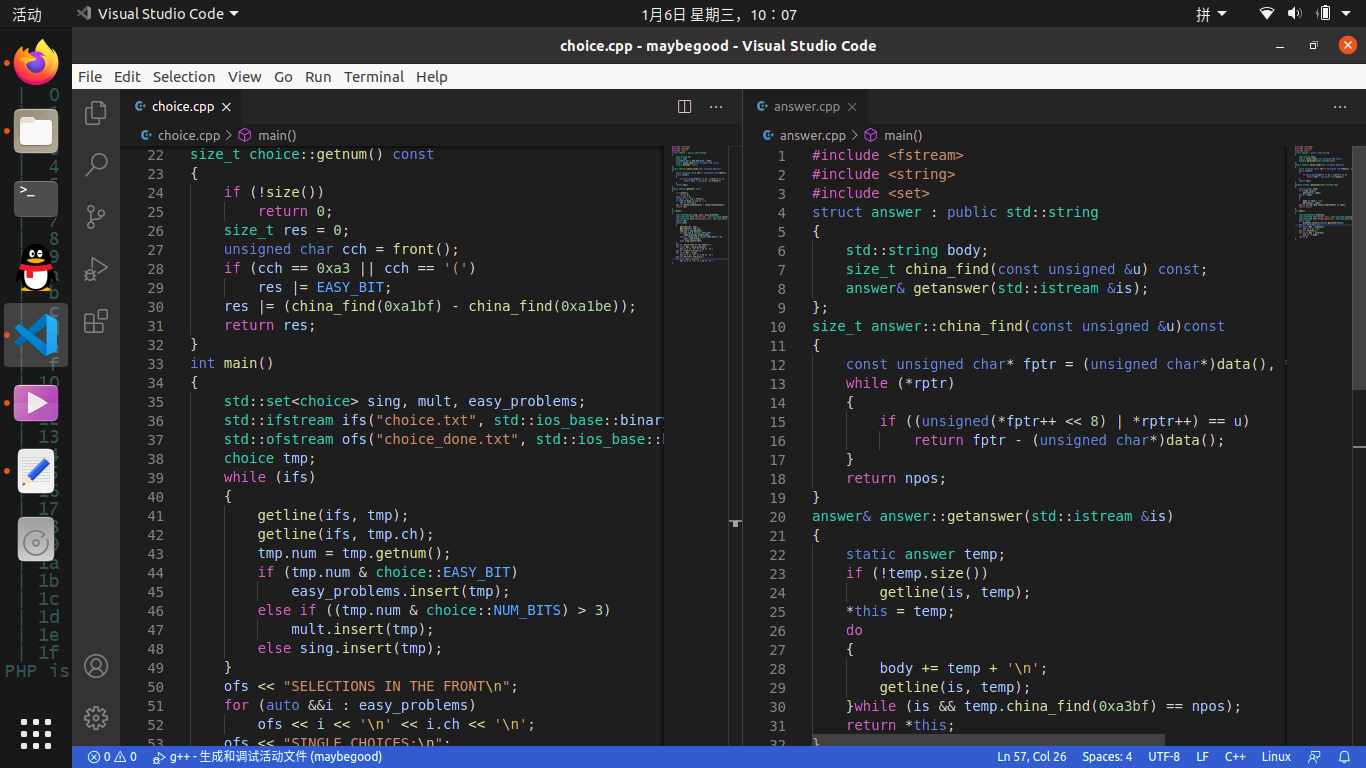 活动
Visual Studio Code
1月6日 星期三，10：07
拼
choice.cpp - maybegood - Visual Studio Code
File Edit Selection View Go Run Terminal Help
choice.cpp
choice.cpp > main()
22 size_t choice::getnum() const
23 {
24 if (!size())
25 return 0;
26 size_t res = 0;
27 unsigned char cch = front();
28 if (cch == 0xa3 || cch == '(')
29 res |= EASY_BIT;
30 res |= (china_find(0xa1bf) - china_find(0xa1be));
31 return res;
32 }
33 int main()
34 {
35 std::set<choice> sing, mult, easy_problems;
36 std::ifstream ifs("choice.txt", std::ios_base::binar
37 std::ofstream ofs("choice_done.txt", std::ios_base::
38 choice tmp;
39 while (ifs)
40 {
41 getline(ifs, tmp);
42 getline(ifs, tmp.ch);
43 tmp.num = tmp.getnum();
44 if (tmp.num & choice::EASY_BIT)
45 easy_problems.insert(tmp);
46 else if ((tmp.num & choice::NUM_BITS) > 3)
47 mult.insert(tmp);
48 else sing.insert(tmp);
49 }
50 ofs << "SELECTIONS IN THE FRONT\n";
51 for (auto &&i : easy_problems)
52 ofs << i << '\n' << i.ch << '\n';
53 ofs << "SINGLE CHOICES:\n";
answer.cpp
answer.cpp > main()
1 #include <fstream>
2 #include <string>
3 #include <set>
4 struct answer : public std::string
5 {
6 std::string body;
7 size_t china_find(const unsigned &u) const;
8 answer& getanswer(std::istream &is);
9 };
10 size_t answer::china_find(const unsigned &u)const
11 {
12 const unsigned char* fptr = (unsigned char*)data(),
13 while (*rptr)
14 {
15 if ((unsigned(*fptr++ << 8) | *rptr++) == u)
16 return fptr - (unsigned char*)data();
17 }
18 return npos;
19 }
20 answer& answer::getanswer(std::istream &is)
21 {
22 static answer temp;
23 if (!temp.size())
24 getline(is, temp);
25 *this = temp;
26 do
27 {
28 body += temp + '\n';
29 getline(is, temp);
30 }while (is && temp.china_find(0xa3bf) == npos);
31 return *this;
32 }
PHP is
0 0 g++ - 生成和调试活动文件 (maybegood)
Ln 57, Col 26 Spaces: 4 UTF-8 LF C++ Linux